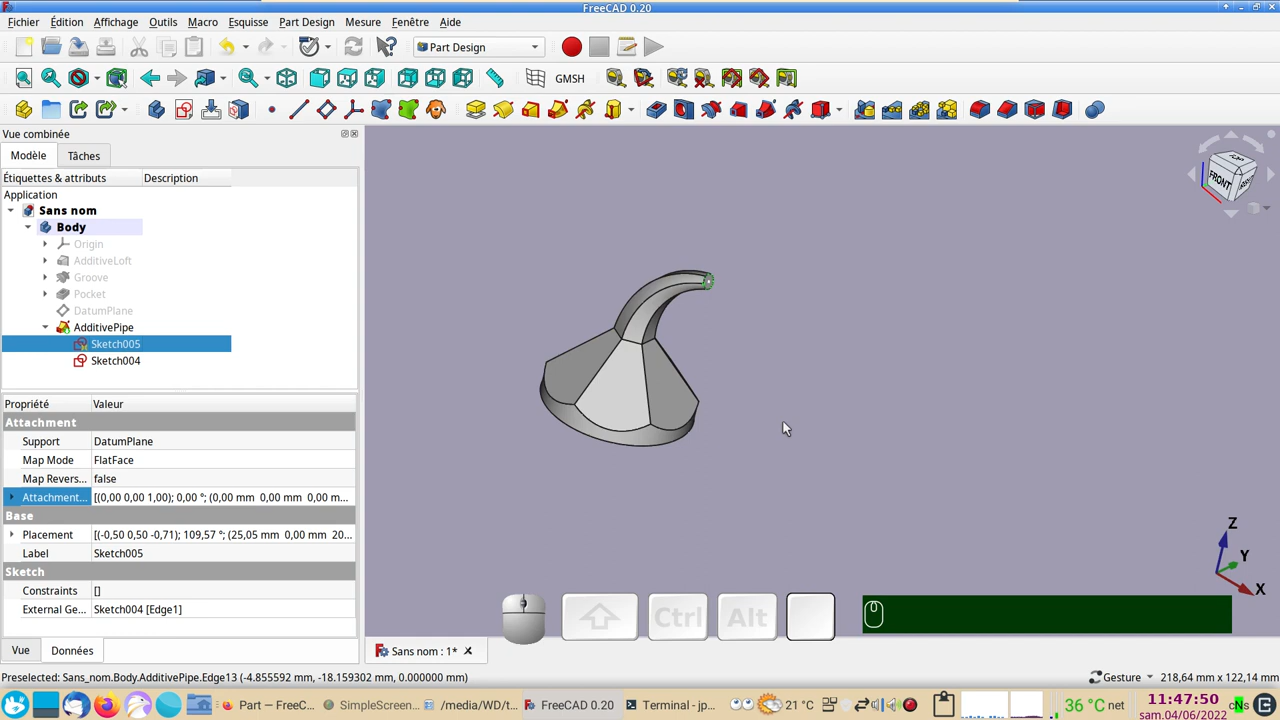 FreeCAD 0.20
Fichier Édition Affichage Outils Macro Esquisse Part Design Mesure Fenêtre Aide
Part Design
GMSH
Vue combinée
Modèle Tâches
Étiquettes & attributs Description
Application
Sans nom
Body
Origin
AdditiveLoft
Groove
Pocket
DatumPlane
AdditivePipe
Sketch005
Sketch004
Propriété Valeur
Attachment
Support DatumPlane
Map Mode FlatFace
Map Revers... false
Attachment... [(0,00 0,00 1,00); 0,00 °; (0,00 mm 0,00 mm 0,00 m...
Base
Placement [(-0,50 0,50 -0,71); 109,57 °; (25,05 mm 0,00 mm 20...
Label Sketch005
Sketch
Constraints []
External Ge... Sketch004 [Edge1]
Vue Données
FRONT
Z
Y
X
Ctrl Alt
Sans nom : 1*
Preselected: Sans_nom.Body.AdditivePipe.Edge13 (-4.855592 mm, -18.159302 mm, 0.000000 mm) Gesture 218,64 mm x 122,14 mm
Part — FreeC... SimpleScreen... /media/WD/t... FreeCAD 0.20 Terminal - jp... 21 °C 36 °C net 11:47:50
sam.04/06/2022